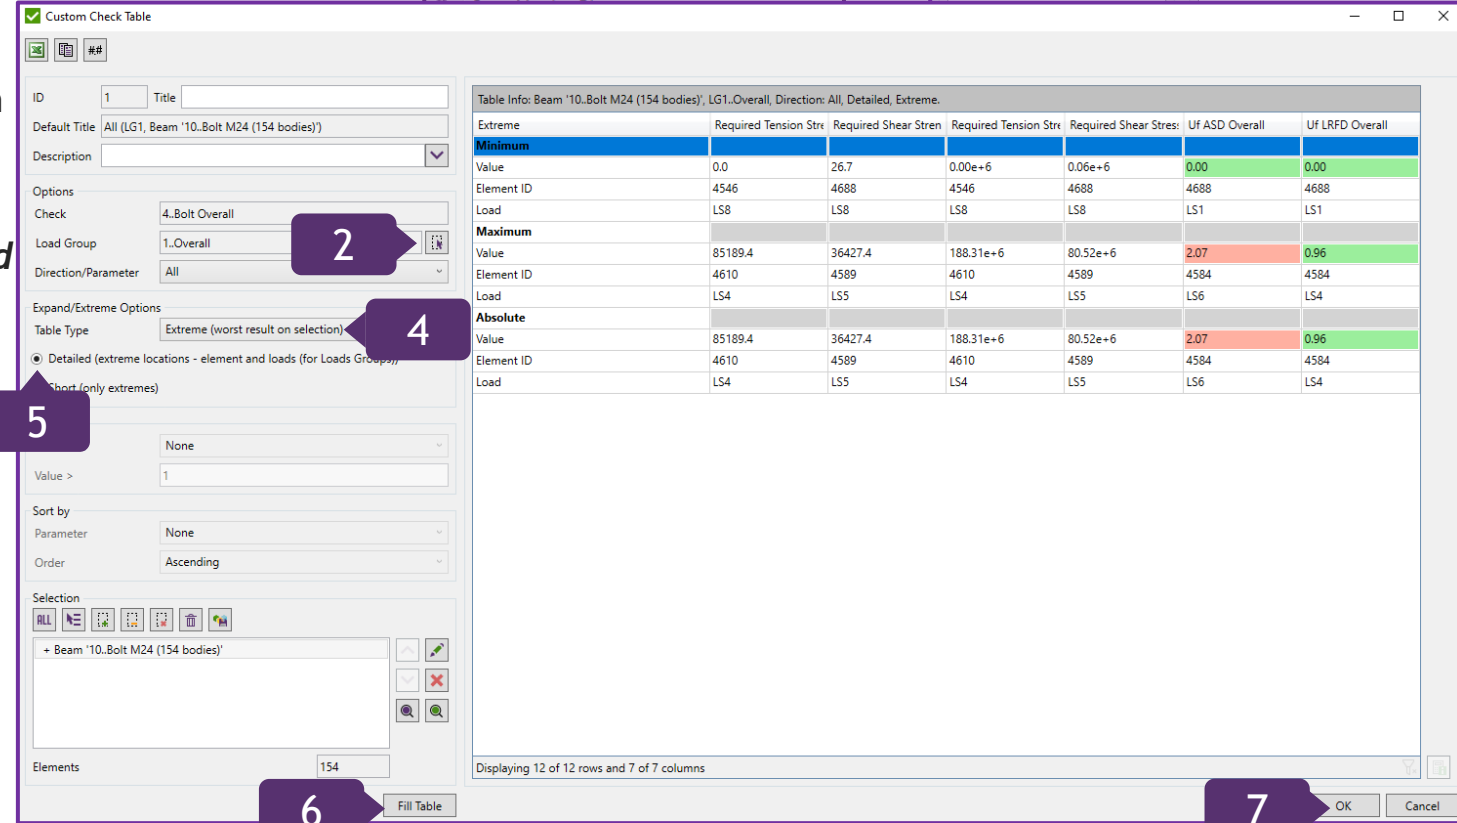 Custom Check Table
##
ID 1 Title
Default Title All (LG1, Beam '10..Bolt M24 (154 bodies)')
Description
Options
Check 4..Bolt Overall
Load Group 1..Overall
2
d
Direction/Parameter All
Expand/Extreme Options
Table Type Extreme (worst result on selection)
4
Detailed (extreme locations - element and loads (for Loads Groups))
Short (only extremes)
5
None
Value > 1
Sort by
Parameter None
Order Ascending
Selection
ALL
+ Beam '10..Bolt M24 (154 bodies)'
Elements 154
6
Fill Table
Table Info: Beam '10..Bolt M24 (154 bodies)', LG1..Overall, Direction: All, Detailed, Extreme.
Extreme Required Tension Stre Required Shear Stren Required Tension Stre Required Shear Stres Uf ASD Overall Uf LRFD Overall
Minimum
Value 0.0 26.7 0.00e+6 0.06e+6 0.00 0.00
Element ID 4546 4688 4546 4688 4688 4688
Load LS8 LS8 LS8 LS8 LS1 LS1
Maximum
Value 85189.4 36427.4 188.31e+6 80.52e+6 2.07 0.96
Element ID 4610 4589 4610 4589 4584 4584
Load LS4 LS5 LS4 LS5 LS6 LS4
Absolute
Value 85189.4 36427.4 188.31e+6 80.52e+6 2.07 0.96
Element ID 4610 4589 4610 4589 4584 4584
Load LS4 LS5 LS4 LS5 LS6 LS4
Displaying 12 of 12 rows and 7 of 7 columns
7
OK Cancel